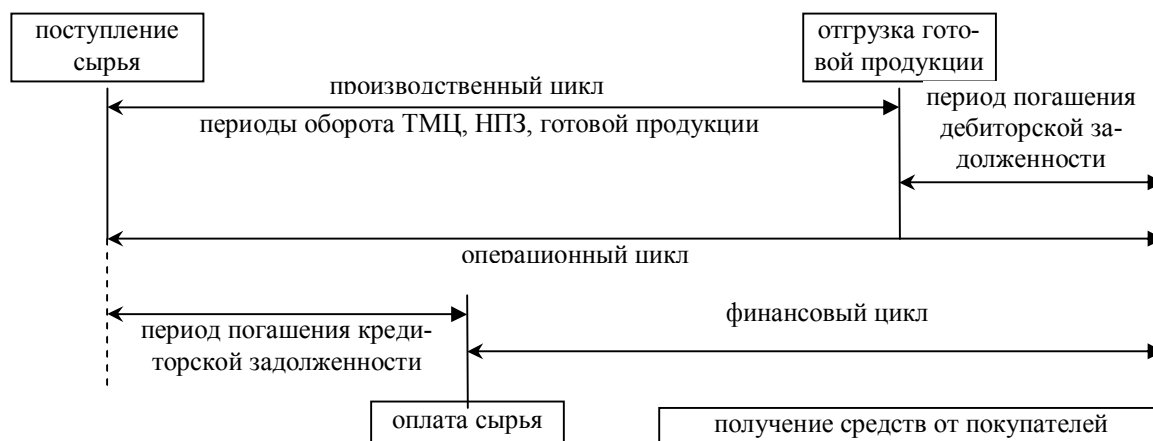 поступление
сырья
отгрузка гото-
вой продукции
производственный цикл
периоды оборота ТМЦ, НПЗ, готовой продукции
период погашения
дебиторской за-
долженности
операционный цикл
период погашения креди-
торской задолженности
финансовый цикл
оплата сырья
получение средств от покупателей